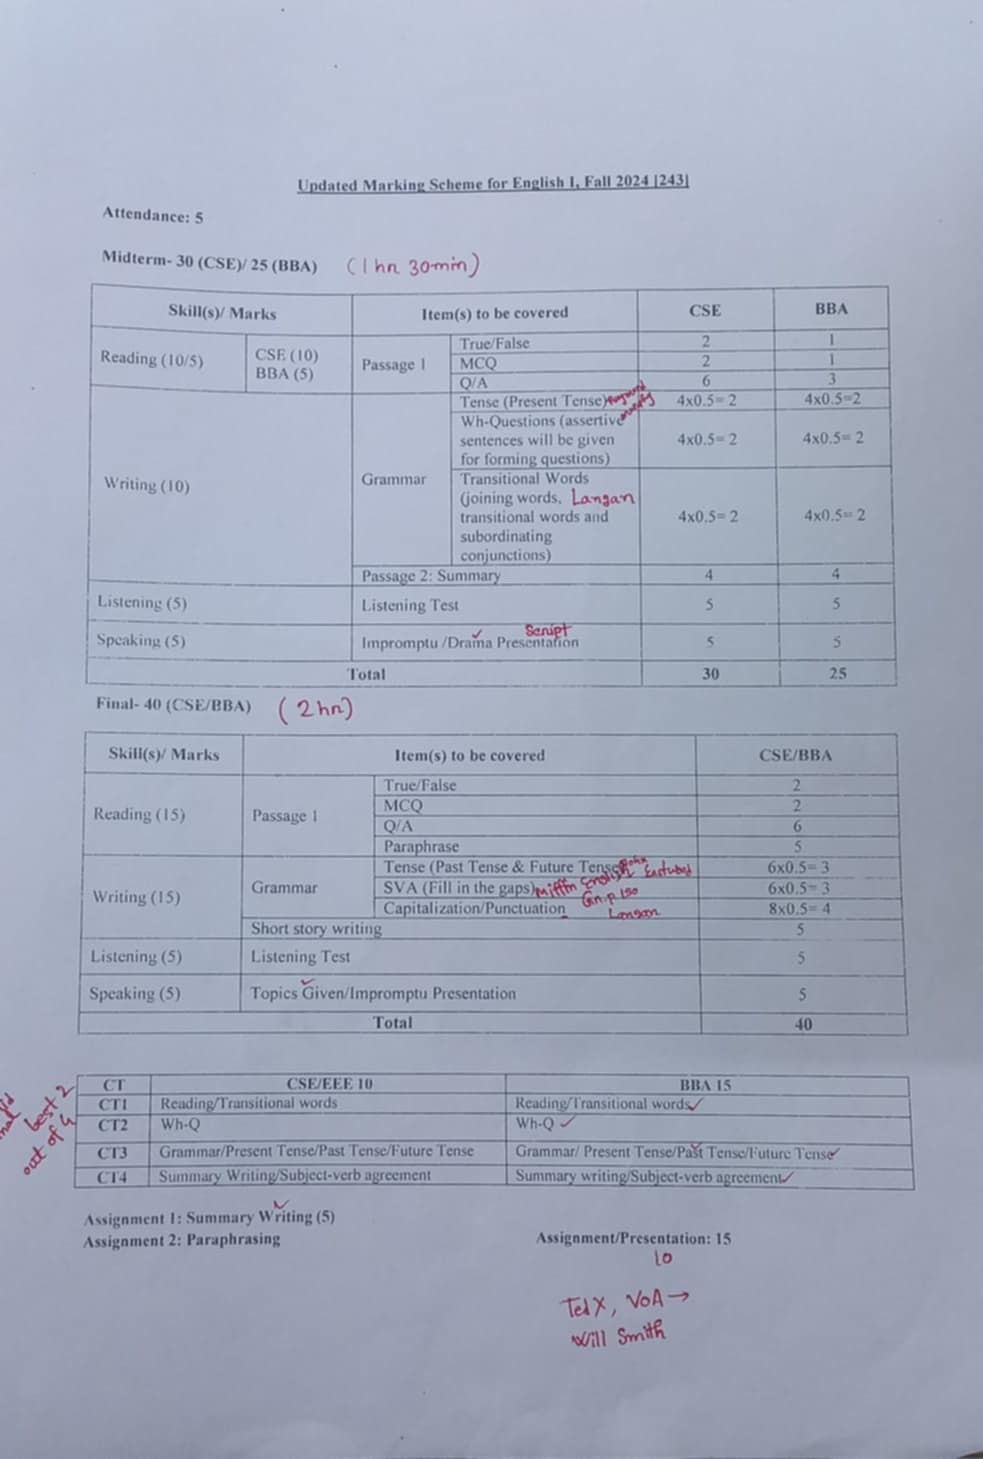 Updated Marking Scheme for English I, Fall 2024 [243]
Attendance: 5
Midterm- 30 (CSE)/ 25 (BBA) (1 hr 30min)
Skill(s)/ Marks Item(s) to be covered CSE BBA
Reading (10/5) CSE (10) BBA (5) Passage 1
True/False 2 1
MCQ 2 1
Q/A 6 3
Writing (10) Grammar
Tense (Present Tense) 4x0.5= 2 4x0.5=2
Wh-Questions (assertive
sentences will be given 4x0.5= 2 4x0.5= 2
for forming questions)
Transitional Words
(joining words, Langan
transitional words and 4x0.5= 2 4x0.5= 2
subordinating
conjunctions)
Passage 2: Summary 4 4
Listening (5) Listening Test 5 5
Script
Speaking (5) Impromptu /Drama Presentation 5 5
Total 30 25
Final- 40 (CSE/BBA) (2 hr)
Skill(s)/ Marks Item(s) to be covered CSE/BBA
Reading (15) Passage 1
True/False 2
MCQ 2
Q/A 6
Paraphrase 5
Writing (15) Grammar
Tense (Past Tense & Future Tense) John Eastwood 6x0.5= 3
SVA (Fill in the gaps) Mifflin English Gr. p 150 6x0.5= 3
Capitalization/Punctuation Langan 8x0.5= 4
Short story writing 5
Listening (5) Listening Test 5
Speaking (5) Topics Given/Impromptu Presentation 5
Total 40
best 2
out of 4
CT CSE/EEE 10 BBA 15
CT1 Reading/Transitional words Reading/Transitional words
CT2 Wh-Q Wh-Q
CT3 Grammar/Present Tense/Past Tense/Future Tense Grammar/ Present Tense/Past Tense/Future Tense
CT4 Summary Writing/Subject-verb agreement Summary writing/Subject-verb agreement
Assignment 1: Summary Writing (5)
Assignment 2: Paraphrasing Assignment/Presentation: 15
10
TedX, VoA →
Will Smith